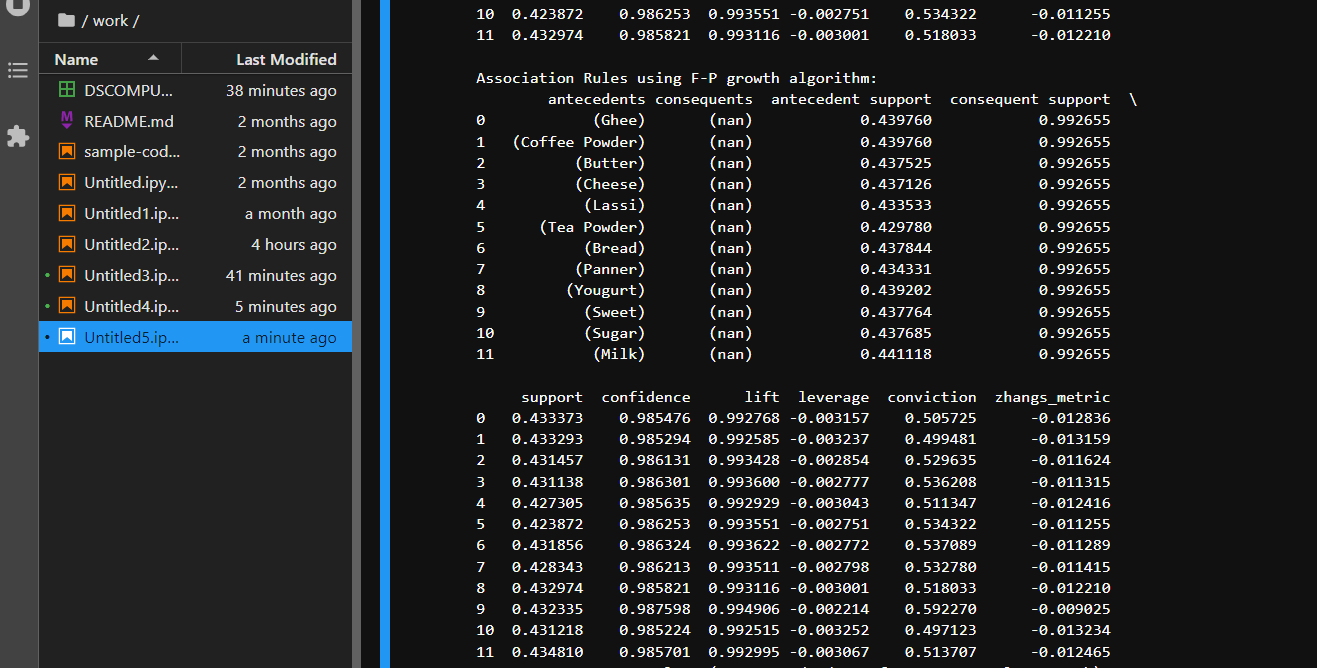 / work /
Name Last Modified
DSCOMPU... 38 minutes ago
README.md 2 months ago
sample-cod... 2 months ago
Untitled.ipy... 2 months ago
Untitled1.ip... a month ago
Untitled2.ip... 4 hours ago
Untitled3.ip... 41 minutes ago
Untitled4.ip... 5 minutes ago
Untitled5.ip... a minute ago
10 0.423872 0.986253 0.993551 -0.002751 0.534322 -0.011255
11 0.432974 0.985821 0.993116 -0.003001 0.518033 -0.012210
Association Rules using F-P growth algorithm:
antecedents consequents antecedent support consequent support \
0 (Ghee) (nan) 0.439760 0.992655
1 (Coffee Powder) (nan) 0.439760 0.992655
2 (Butter) (nan) 0.437525 0.992655
3 (Cheese) (nan) 0.437126 0.992655
4 (Lassi) (nan) 0.433533 0.992655
5 (Tea Powder) (nan) 0.429780 0.992655
6 (Bread) (nan) 0.437844 0.992655
7 (Panner) (nan) 0.434331 0.992655
8 (Yougurt) (nan) 0.439202 0.992655
9 (Sweet) (nan) 0.437764 0.992655
10 (Sugar) (nan) 0.437685 0.992655
11 (Milk) (nan) 0.441118 0.992655
support confidence lift leverage conviction zhangs_metric
0 0.433373 0.985476 0.992768 -0.003157 0.505725 -0.012836
1 0.433293 0.985294 0.992585 -0.003237 0.499481 -0.013159
2 0.431457 0.986131 0.993428 -0.002854 0.529635 -0.011624
3 0.431138 0.986301 0.993600 -0.002777 0.536208 -0.011315
4 0.427305 0.985635 0.992929 -0.003043 0.511347 -0.012416
5 0.423872 0.986253 0.993551 -0.002751 0.534322 -0.011255
6 0.431856 0.986324 0.993622 -0.002772 0.537089 -0.011289
7 0.428343 0.986213 0.993511 -0.002798 0.532780 -0.011415
8 0.432974 0.985821 0.993116 -0.003001 0.518033 -0.012210
9 0.432335 0.987598 0.994906 -0.002214 0.592270 -0.009025
10 0.431218 0.985224 0.992515 -0.003252 0.497123 -0.013234
11 0.434810 0.985701 0.992995 -0.003067 0.513707 -0.012465